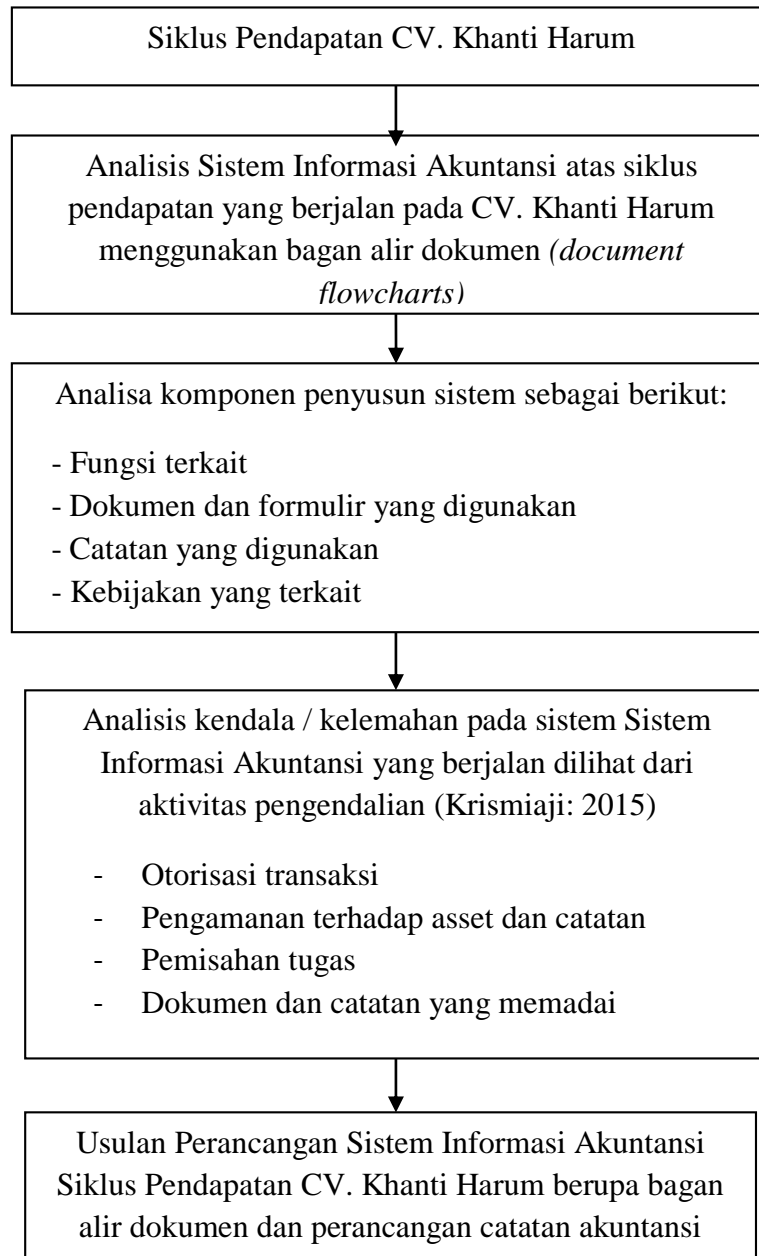 Siklus Pendapatan CV. Khanti Harum
Analisis Sistem Informasi Akuntansi atas siklus
pendapatan yang berjalan pada CV. Khanti Harum
menggunakan bagan alir dokumen (document
flowcharts)
Analisa komponen penyusun sistem sebagai berikut:
- Fungsi terkait
- Dokumen dan formulir yang digunakan
- Catatan yang digunakan
- Kebijakan yang terkait
Analisis kendala / kelemahan pada sistem Sistem
Informasi Akuntansi yang berjalan dilihat dari
aktivitas pengendalian (Krismiaji: 2015)
- Otorisasi transaksi
- Pengamanan terhadap asset dan catatan
- Pemisahan tugas
- Dokumen dan catatan yang memadai
Usulan Perancangan Sistem Informasi Akuntansi
Siklus Pendapatan CV. Khanti Harum berupa bagan
alir dokumen dan perancangan catatan akuntansi